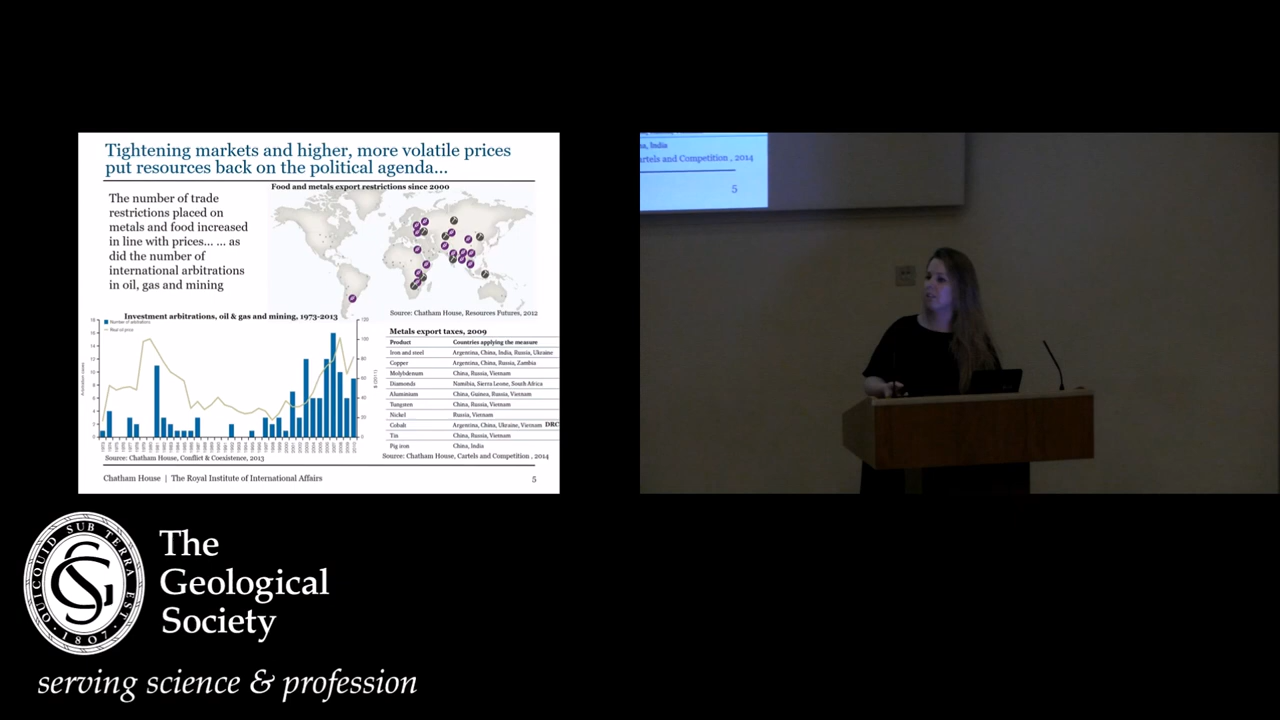 Tightening markets and higher, more volatile prices
put resources back on the political agenda...
Food and metals export restrictions since 2000
The number of trade
restrictions placed on
metals and food increased
in line with prices... ... as
did the number of
international arbitrations
in oil, gas and mining
Source: Chatham House, Resources Futures, 2012
Investment arbitrations, oil & gas and mining, 1973-2013
Number of arbitrations
Source: Chatham House, Conflict & Coexistence, 2013
Metals export taxes, 2009
Product Countries applying the measure
Iron and steel Argentina, China, India, Russia, Ukraine
Copper Argentina, China, Russia, Zambia
Molybdenum China, Russia, Vietnam
Diamonds Namibia, Sierra Leone, South Africa
Aluminium China, Guinea, Russia, Vietnam
Tungsten China, Russia, Vietnam
Nickel Russia, Vietnam
Cobalt Argentina, China, Ukraine, Vietnam DRC
Tin China, Russia, Vietnam
Pig iron China, India
Source: Chatham House, Cartels and Competition , 2014
Chatham House | The Royal Institute of International Affairs 5
India
and Competition , 2014
5
QUICQUID SUB TERRA EST
1807
The
Geological
Society
serving science & profession